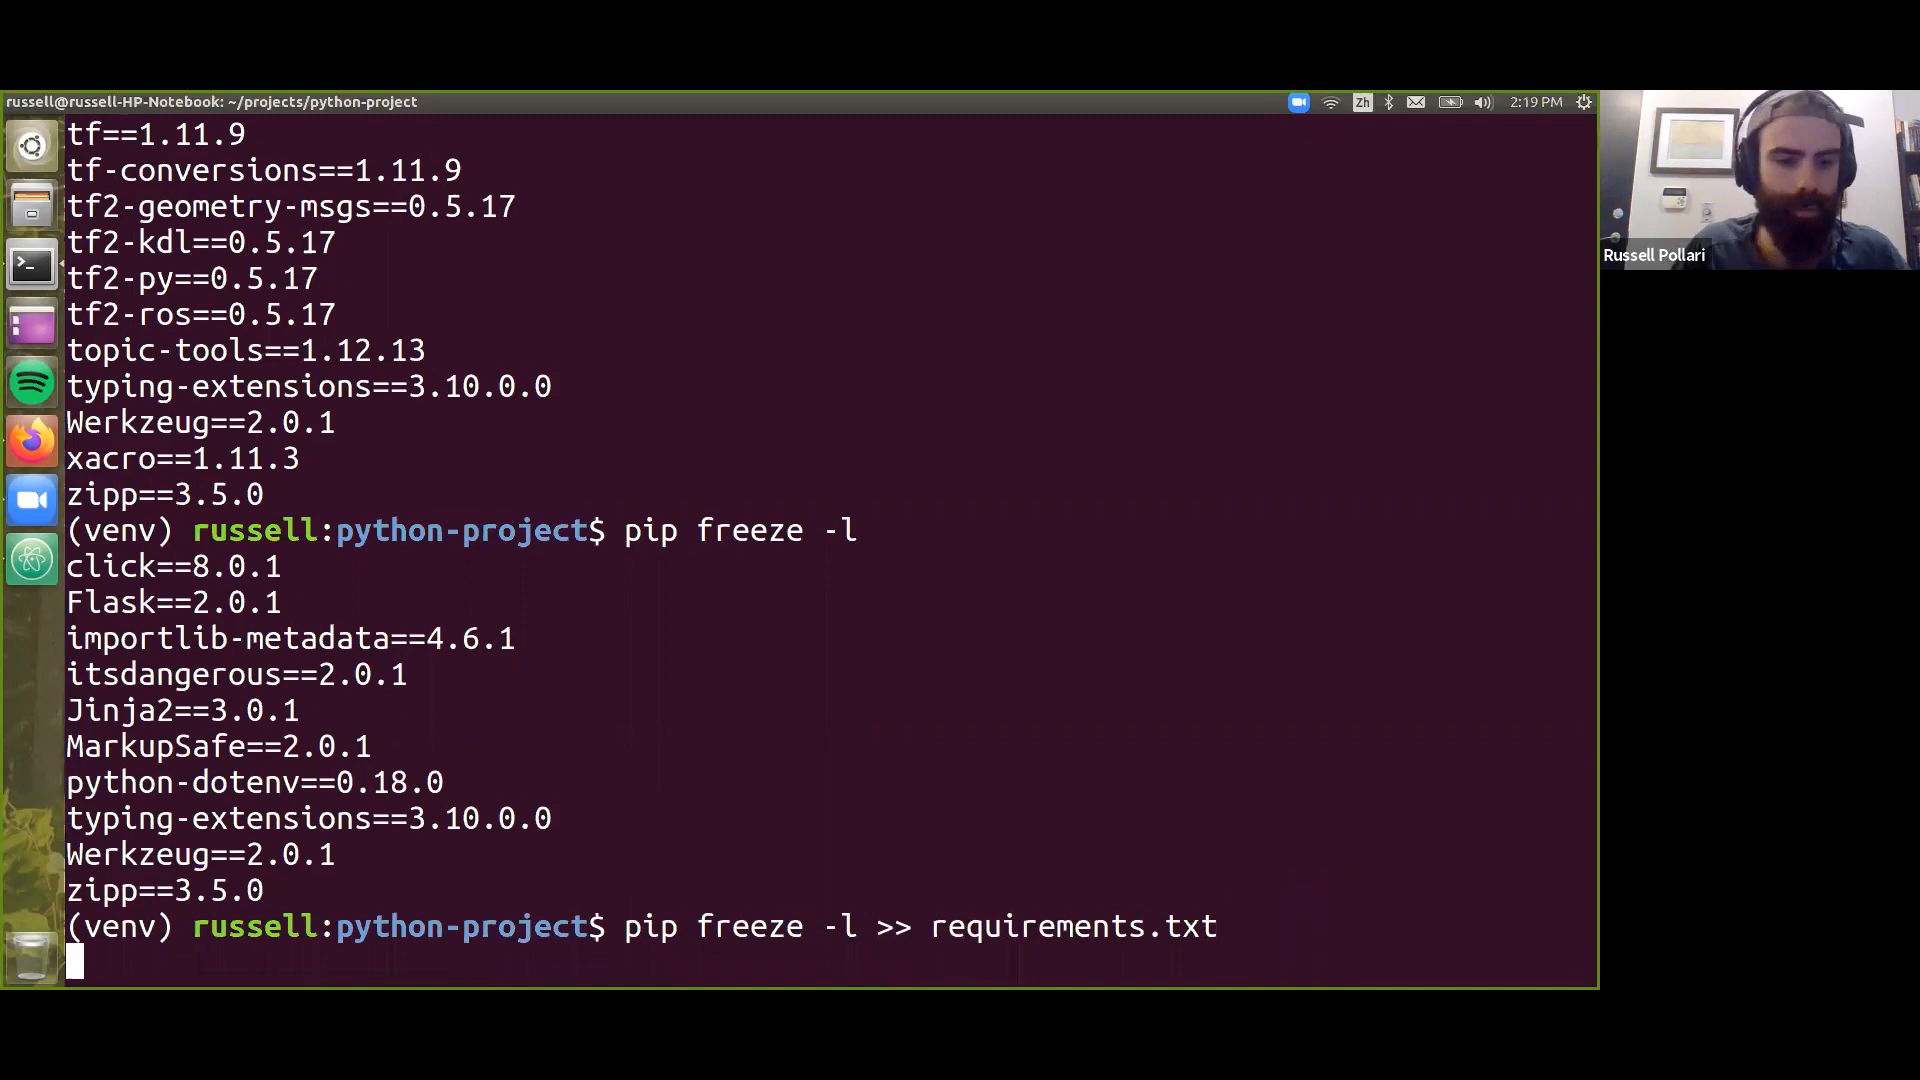 russell@russell-HP-Notebook: ~/projects/python-project
Zh
2:19 PM
tf==1.11.9
tf-conversions==1.11.9
tf2-geometry-msgs==0.5.17
tf2-kdl==0.5.17
tf2-py==0.5.17
tf2-ros==0.5.17
topic-tools==1.12.13
typing-extensions==3.10.0.0
Werkzeug==2.0.1
xacro==1.11.3
zipp==3.5.0
(venv) russell:python-project$ pip freeze -l
click==8.0.1
Flask==2.0.1
importlib-metadata==4.6.1
itsdangerous==2.0.1
Jinja2==3.0.1
MarkupSafe==2.0.1
python-dotenv==0.18.0
typing-extensions==3.10.0.0
Werkzeug==2.0.1
zipp==3.5.0
(venv) russell:python-project$ pip freeze -l >> requirements.txt
Russell Pollari